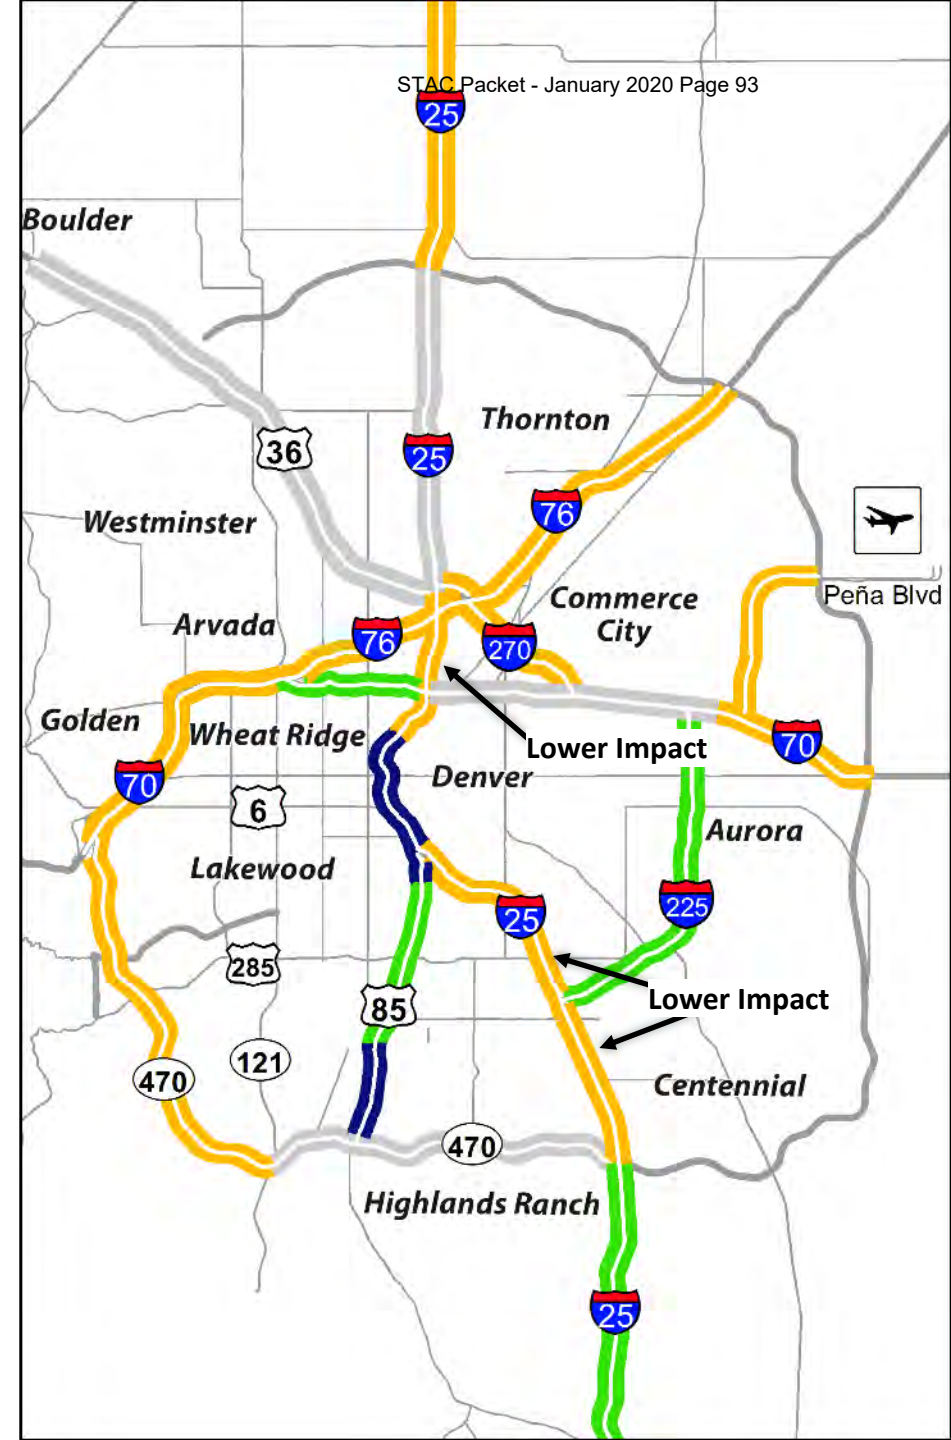 STAC Packet - January 2020 Page 93
25
Boulder
Thornton
36
25
76
Westminster
Peña Blvd
Commerce
City
Arvada
76
270
Golden
Wheat Ridge
Lower Impact
70
70
Denver
6
Aurora
Lakewood
225
25
285
Lower Impact
85
121
470
Centennial
470
Highlands Ranch
25